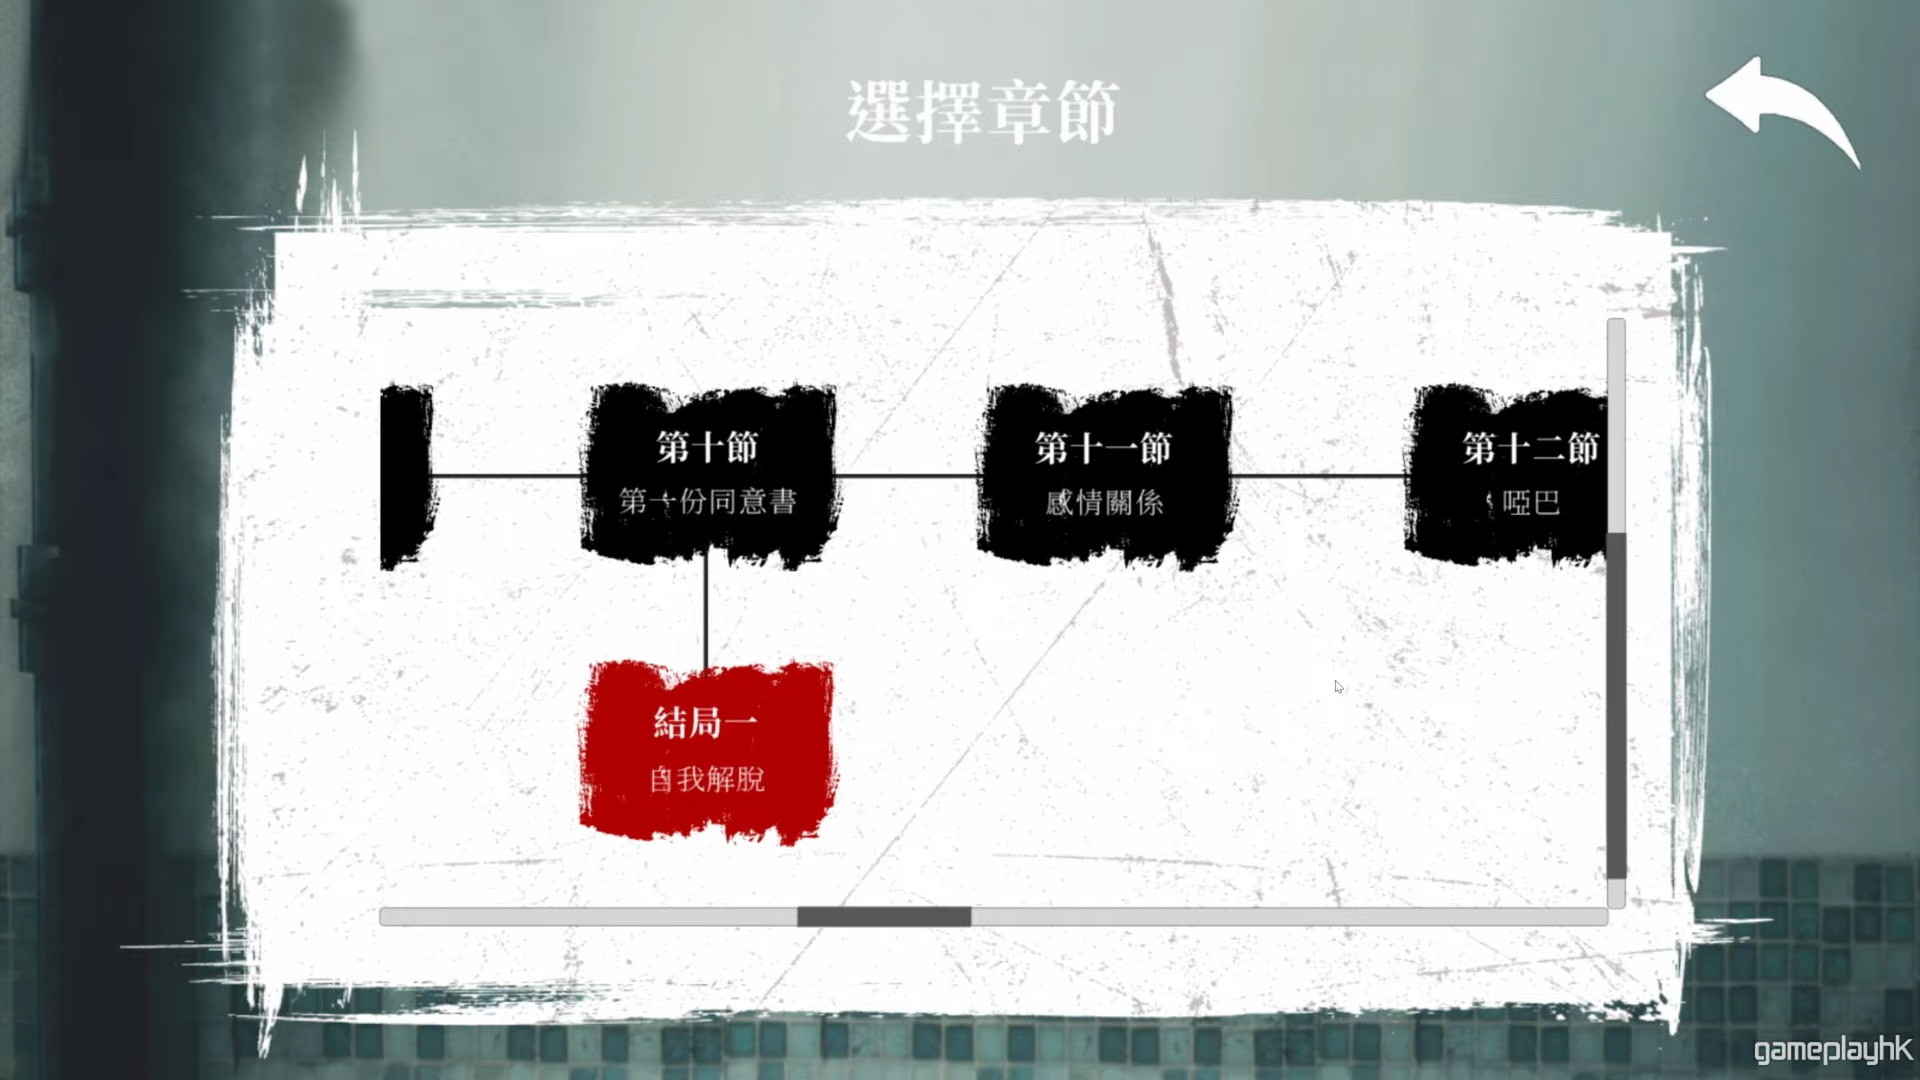 選擇章節
第十節
第一份同意書
第十一節
感情關係
第十二節
啞巴
結局一
自我解脫
gameplayhk